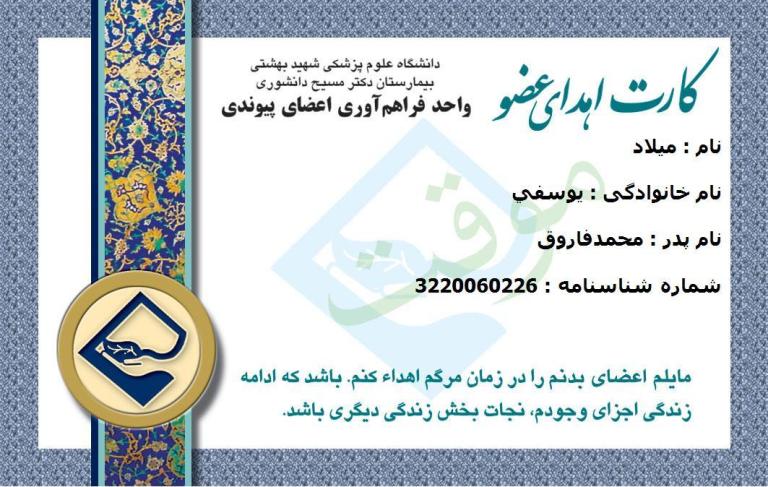 کارت اهدای عضو
دانشگاه علوم پزشکی شهید بهشتی
بیمارستان دکتر مسیح دانشوری
واحد فراهم‌آوری اعضای پیوندی
نام : میلاد
نام خانوادگی : يوسفي
نام پدر : محمدفاروق
شماره شناسنامه : 3220060226
موقت
مایلم اعضای بدنم را در زمان مرگم اهداء کنم. باشد که ادامه
زندگی اجزای وجودم، نجات بخش زندگی دیگری باشد.